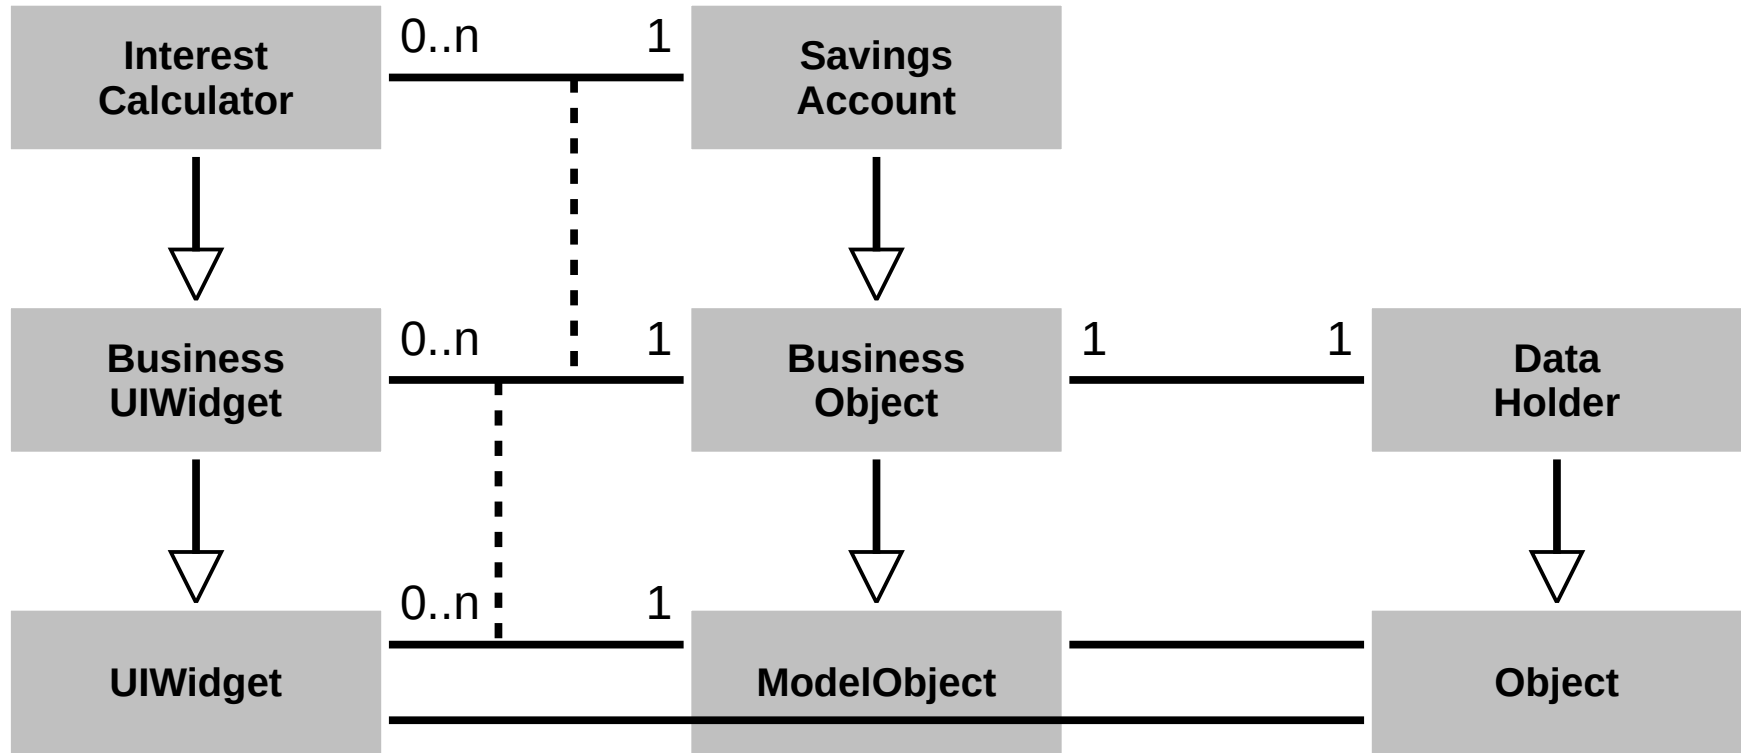 Interest
Calculator
0..n
1
Savings
Account
Business
UIWidget
0..n
1
Business
Object
1
1
Data
Holder
UIWidget
0..n
1
ModelObject
Object